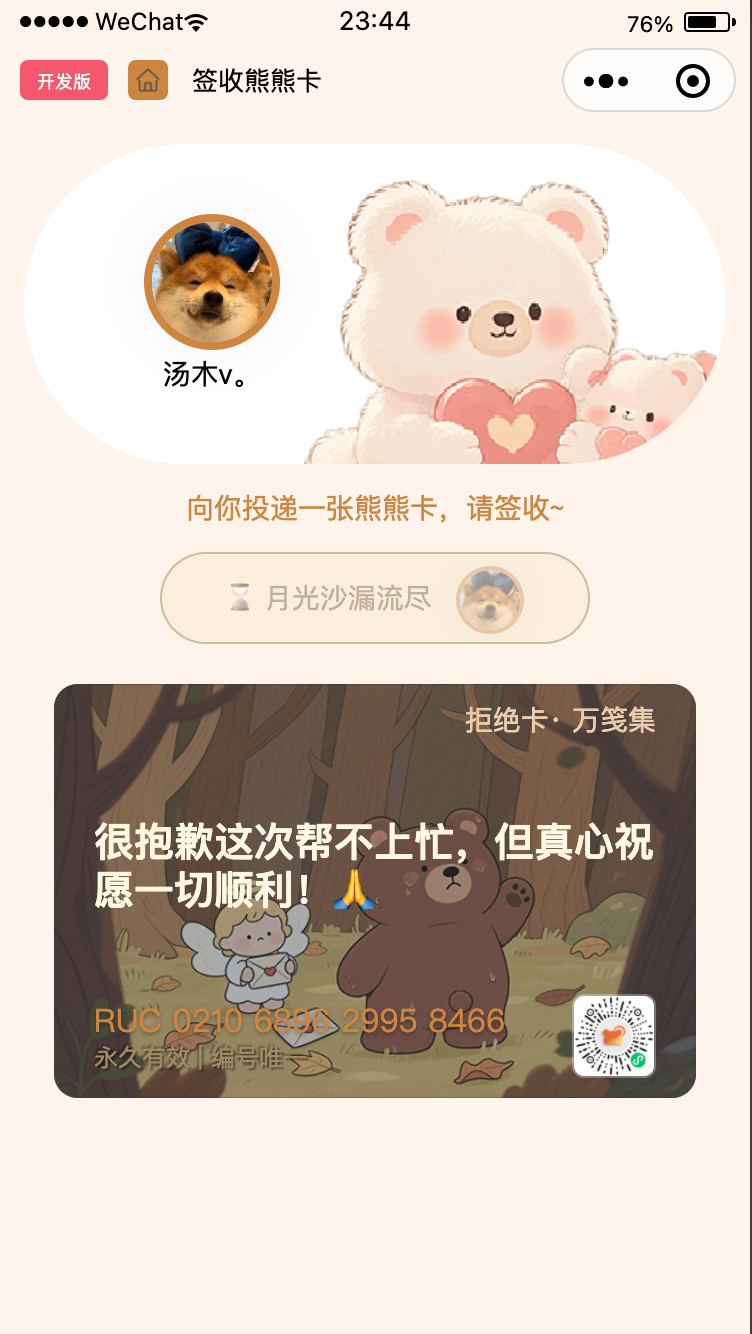 WeChat
23:44
76%
开发版
签收熊熊卡
汤木v。
向你投递一张熊熊卡，请签收~
⏳ 月光沙漏流尽
拒绝卡· 万笺集
很抱歉这次帮不上忙，但真心祝
愿一切顺利！🙏
RUC 0210 6896 2995 8466
永久有效 | 编号唯一